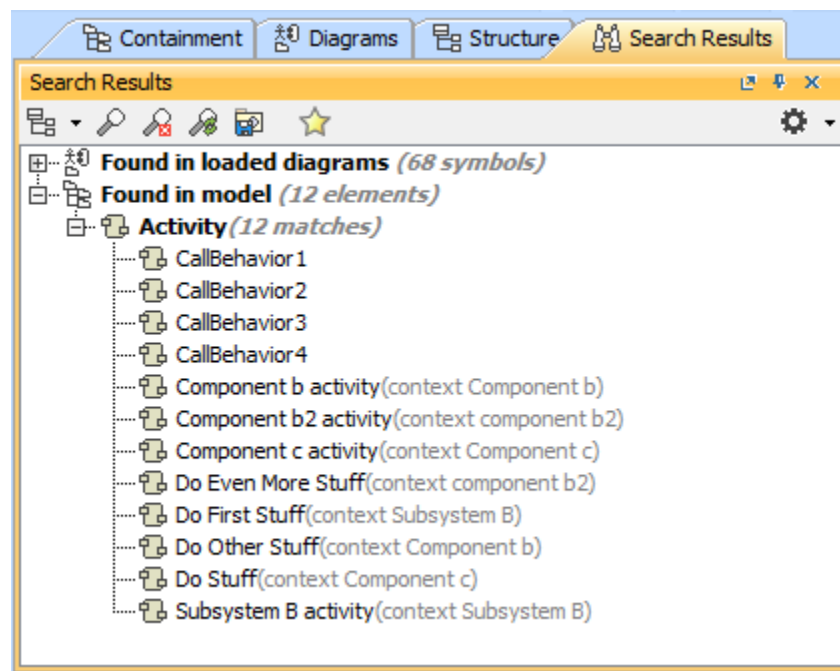 Containment Diagrams Structure Search Results
Search Results
Found in loaded diagrams (68 symbols)
Found in model (12 elements)
Activity(12 matches)
CallBehavior1
CallBehavior2
CallBehavior3
CallBehavior4
Component b activity(context Component b)
Component b2 activity(context component b2)
Component c activity(context Component c)
Do Even More Stuff(context component b2)
Do First Stuff(context Subsystem B)
Do Other Stuff(context Component b)
Do Stuff(context Component c)
Subsystem B activity(context Subsystem B)